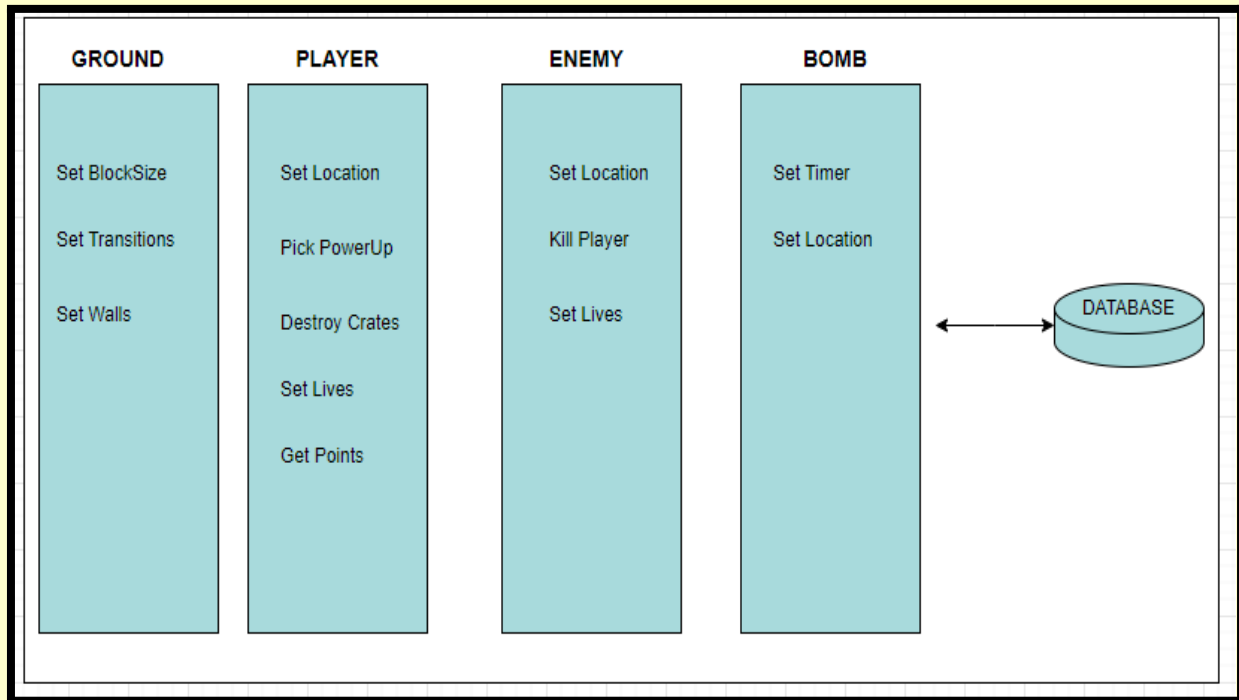 GROUND
Set BlockSize
Set Transitions
Set Walls
PLAYER
Set Location
Pick PowerUp
Destroy Crates
Set Lives
Get Points
ENEMY
Set Location
Kill Player
Set Lives
BOMB
Set Timer
Set Location
DATABASE